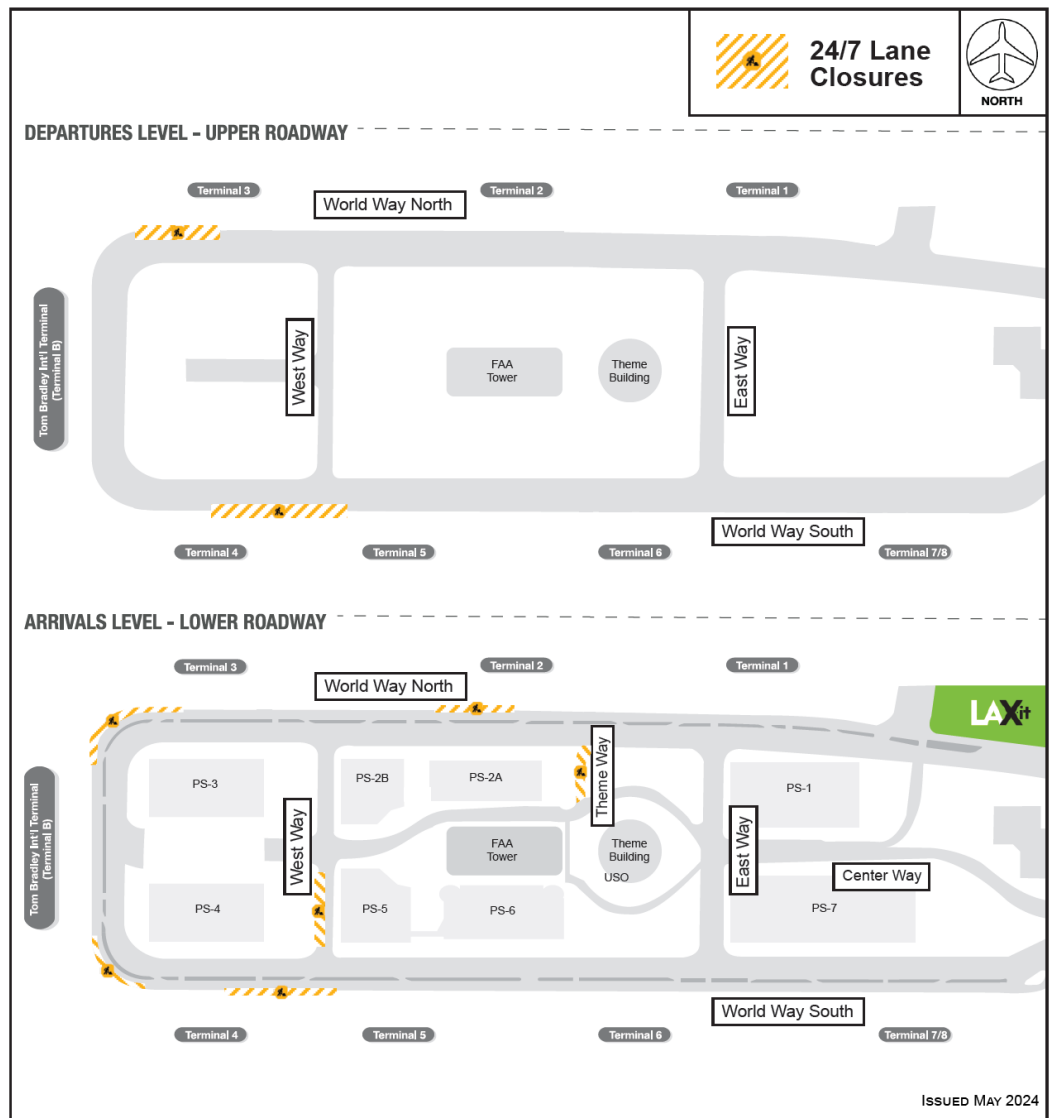 24/7 Lane
Closures
NORTH
DEPARTURES LEVEL - UPPER ROADWAY
Terminal 3
Terminal 2
Terminal 1
World Way North
Tom Bradley Int'l Terminal
(Terminal B)
West Way
FAA
Tower
Theme
Building
East Way
World Way South
Terminal 4
Terminal 5
Terminal 6
Terminal 7/8
ARRIVALS LEVEL - LOWER ROADWAY
Terminal 3
Terminal 2
Terminal 1
World Way North
LAXit
Theme Way
PS-3
PS-2B
PS-2A
PS-1
Tom Bradley Int'l Terminal
(Terminal B)
West Way
FAA
Tower
Theme
Building
USO
East Way
Center Way
PS-4
PS-5
PS-6
PS-7
World Way South
Terminal 4
Terminal 5
Terminal 6
Terminal 7/8
ISSUED MAY 2024